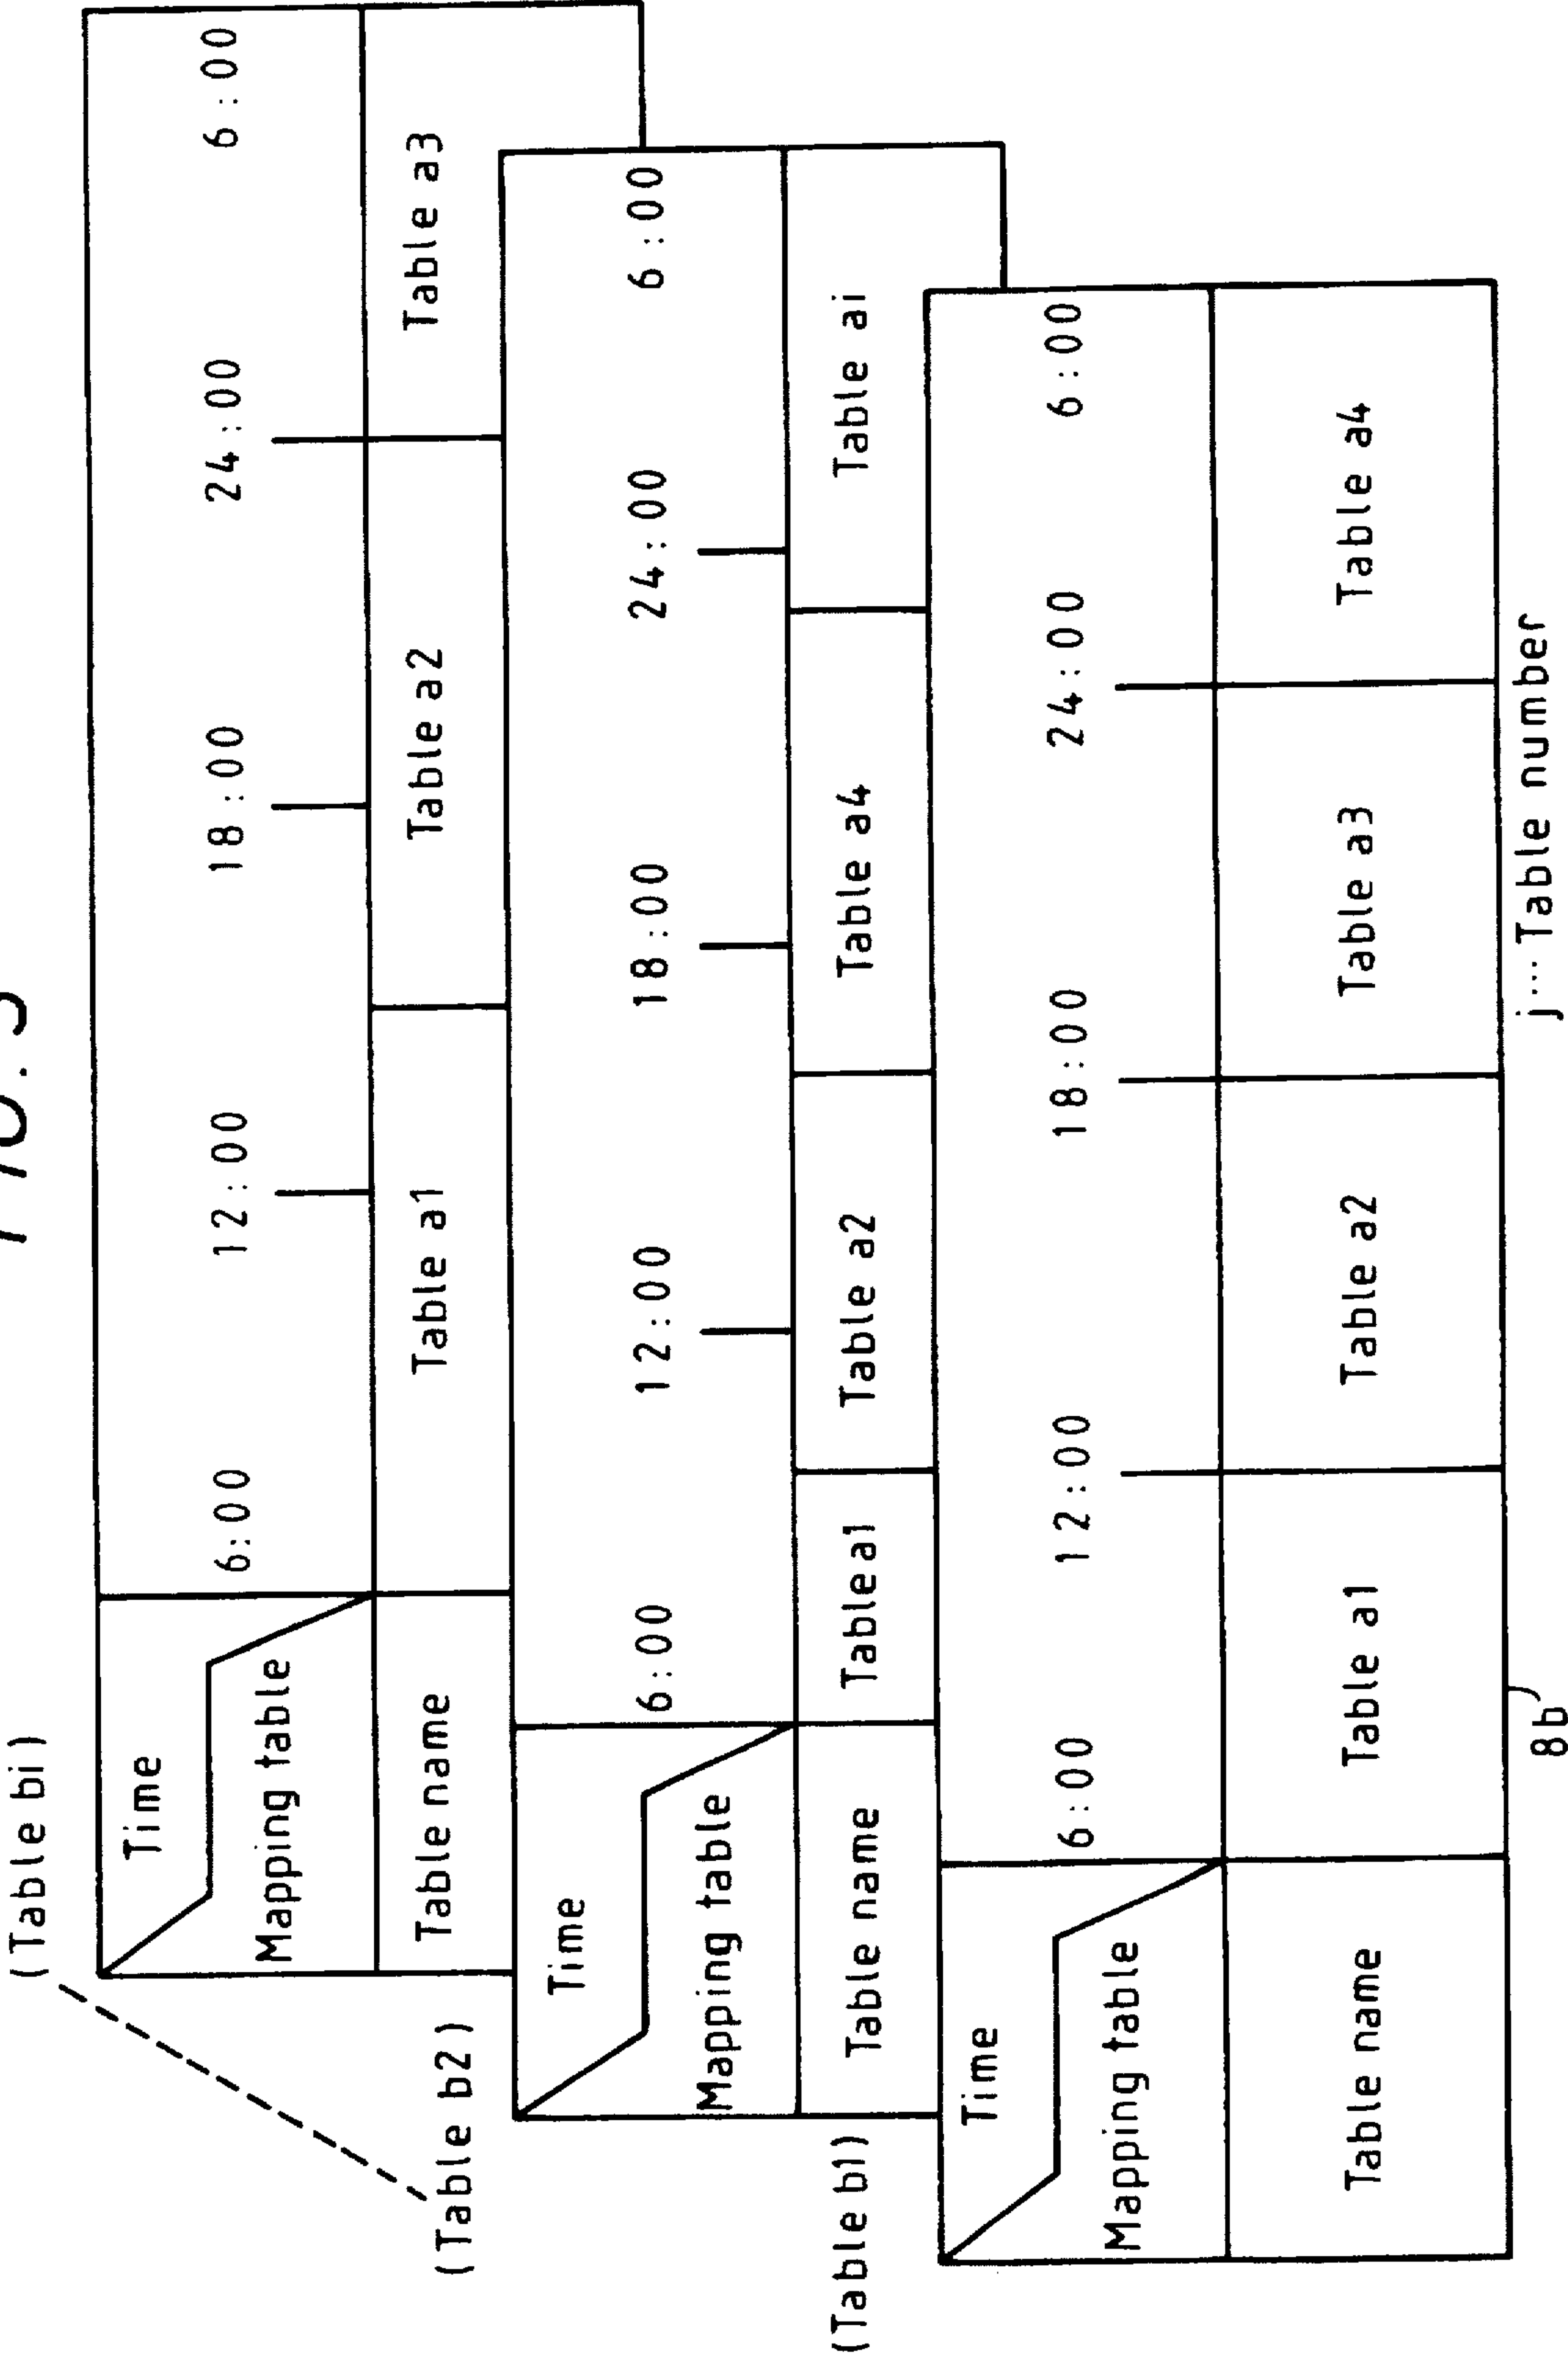 (Table bi)
Time 6:00 12:00 18:00 24:00 6:00
Mapping table
Table name Table a1 Table a2 Table a3
(Table b2)
Time 6:00 12:00 18:00 24:00 6:00
Mapping table
Table name Table a1 Table a2 Table a4 Table ai
(Table b1)
Time 6:00 12:00 18:00 24:00 6:00
Mapping table
Table name Table a1 Table a2 Table a3 Table a4
8b
j···· Table number